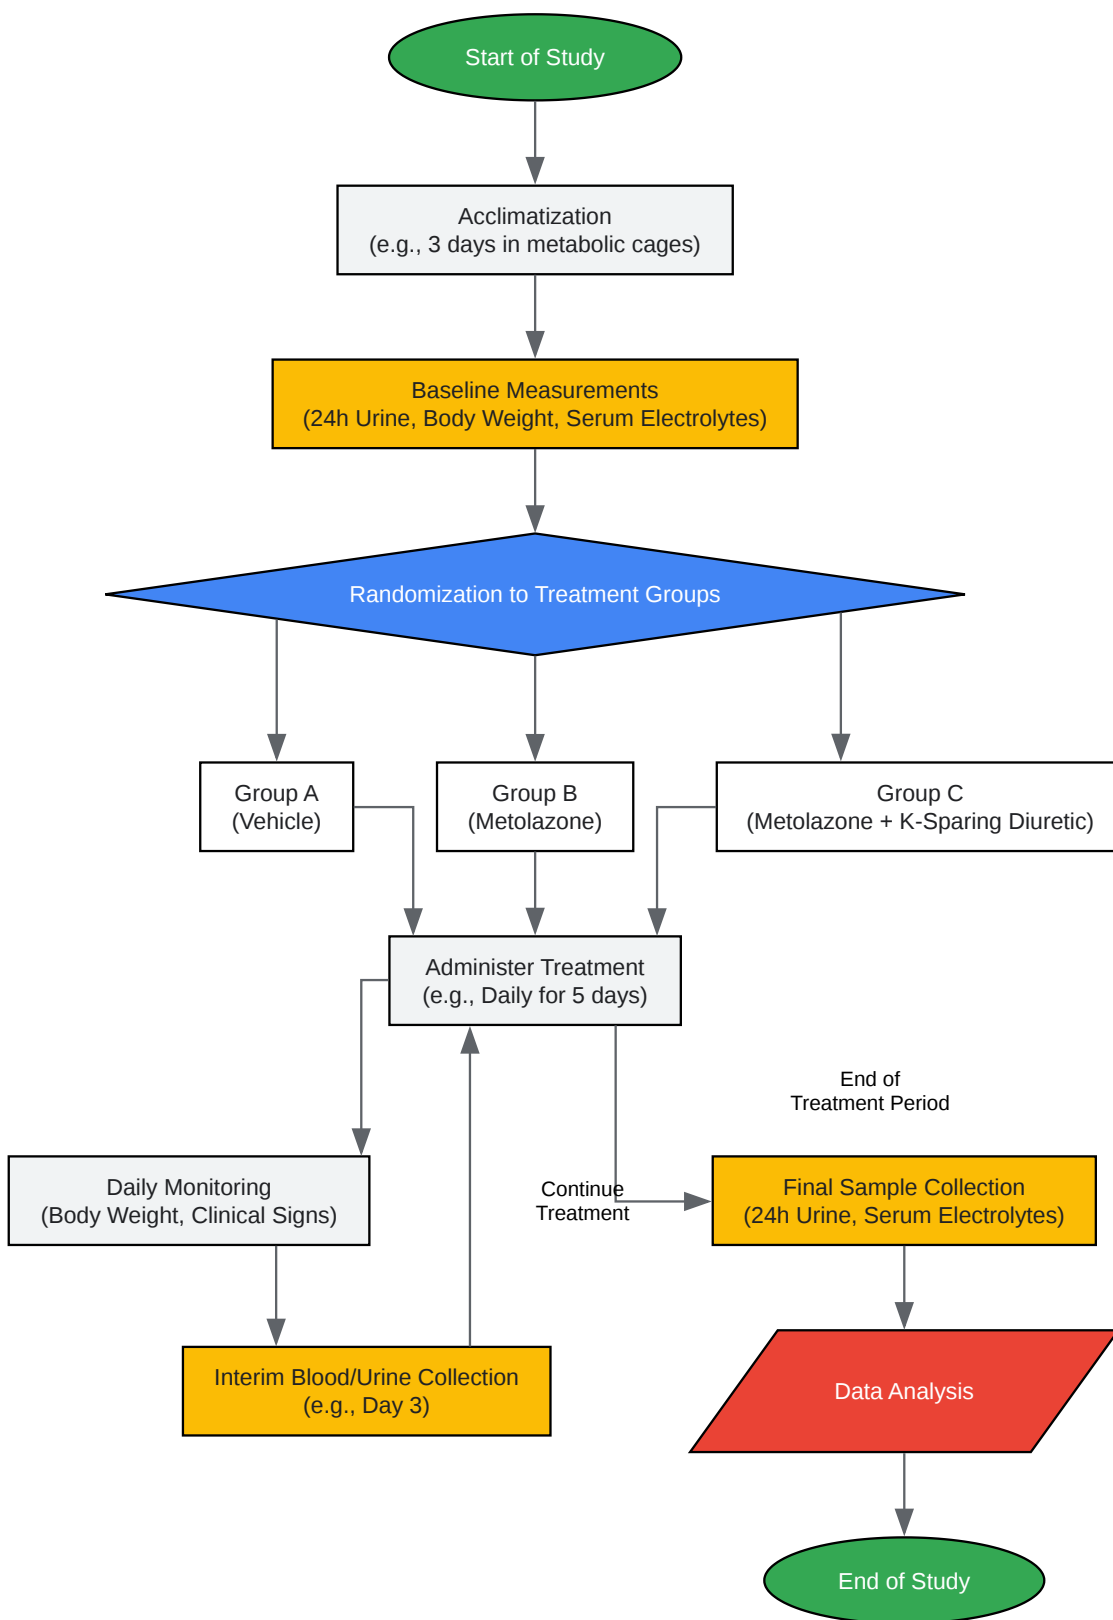 Start of Study
Acclimatization
(e.g., 3 days in metabolic cages)
Baseline Measurements
(24h Urine, Body Weight, Serum Electrolytes)
Randomization to Treatment Groups
Group A
(Vehicle)
Group B
(Metolazone)
Group C
(Metolazone + K-Sparing Diuretic)
Administer Treatment
(e.g., Daily for 5 days)
End of
Treatment Period
Daily Monitoring
(Body Weight, Clinical Signs)
Continue
Treatment
Final Sample Collection
(24h Urine, Serum Electrolytes)
Interim Blood/Urine Collection
(e.g., Day 3)
Data Analysis
End of Study